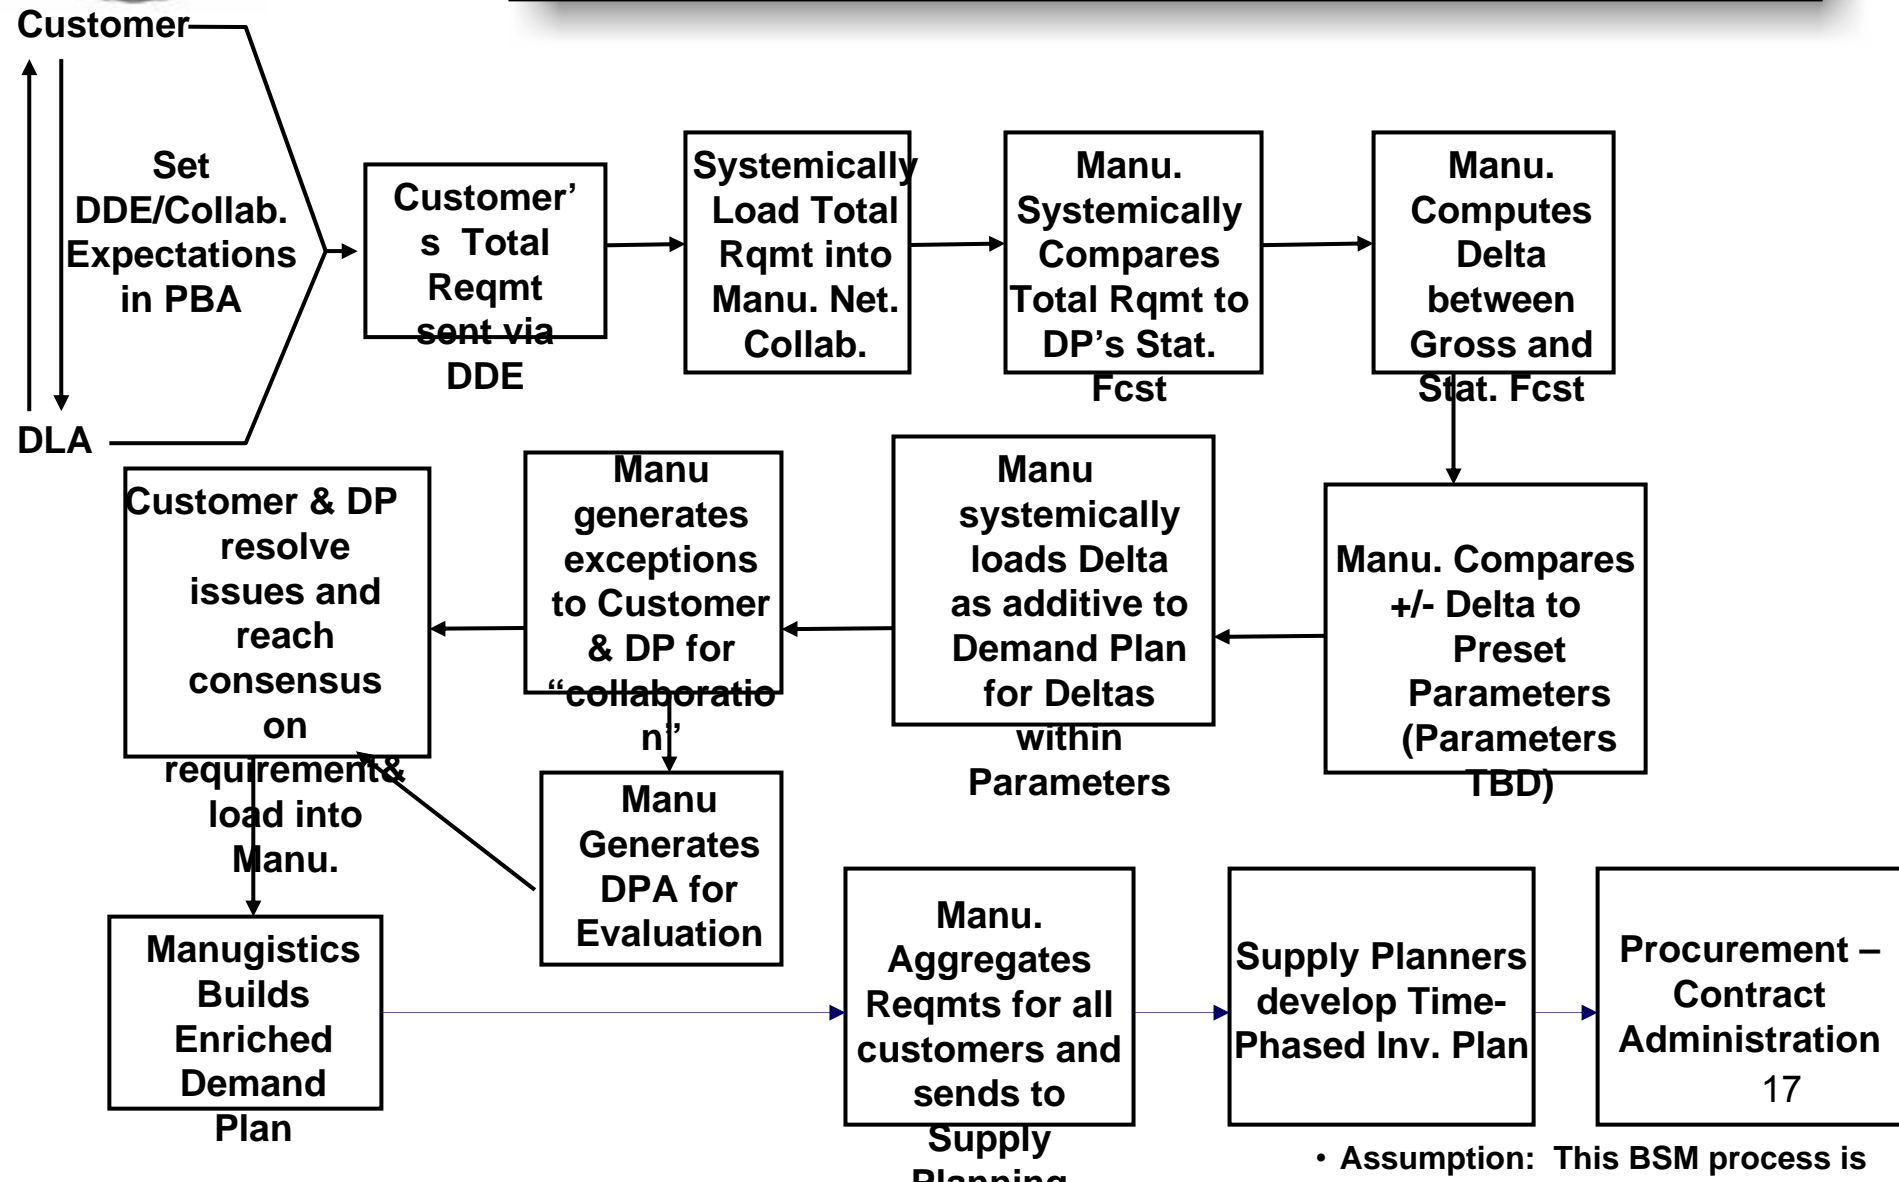 Customer
Set
DDE/Collab.
Expectations
in PBA
DLA
Customer’
s Total
Reqmt
sent via
DDE
Systemically
Load Total
Rqmt into
Manu. Net.
Collab.
Manu.
Systemically
Compares
Total Rqmt to
DP’s Stat.
Fcst
Manu.
Computes
Delta
between
Gross and
Stat. Fcst
Manu. Compares
+/- Delta to
Preset
Parameters
(Parameters
TBD)
Manu
systemically
loads Delta
as additive to
Demand Plan
for Deltas
within
Parameters
Manu
generates
exceptions
to Customer
& DP for
“collaboratio
n”
Customer & DP
resolve
issues and
reach
consensus
on
requirement&
load into
Manu.
Manu
Generates
DPA for
Evaluation
Manugistics
Builds
Enriched
Demand
Plan
Manu.
Aggregates
Reqmts for all
customers and
sends to
Supply
Planning
Supply Planners
develop Time-
Phased Inv. Plan
Procurement –
Contract
Administration
17
• Assumption: This BSM process is